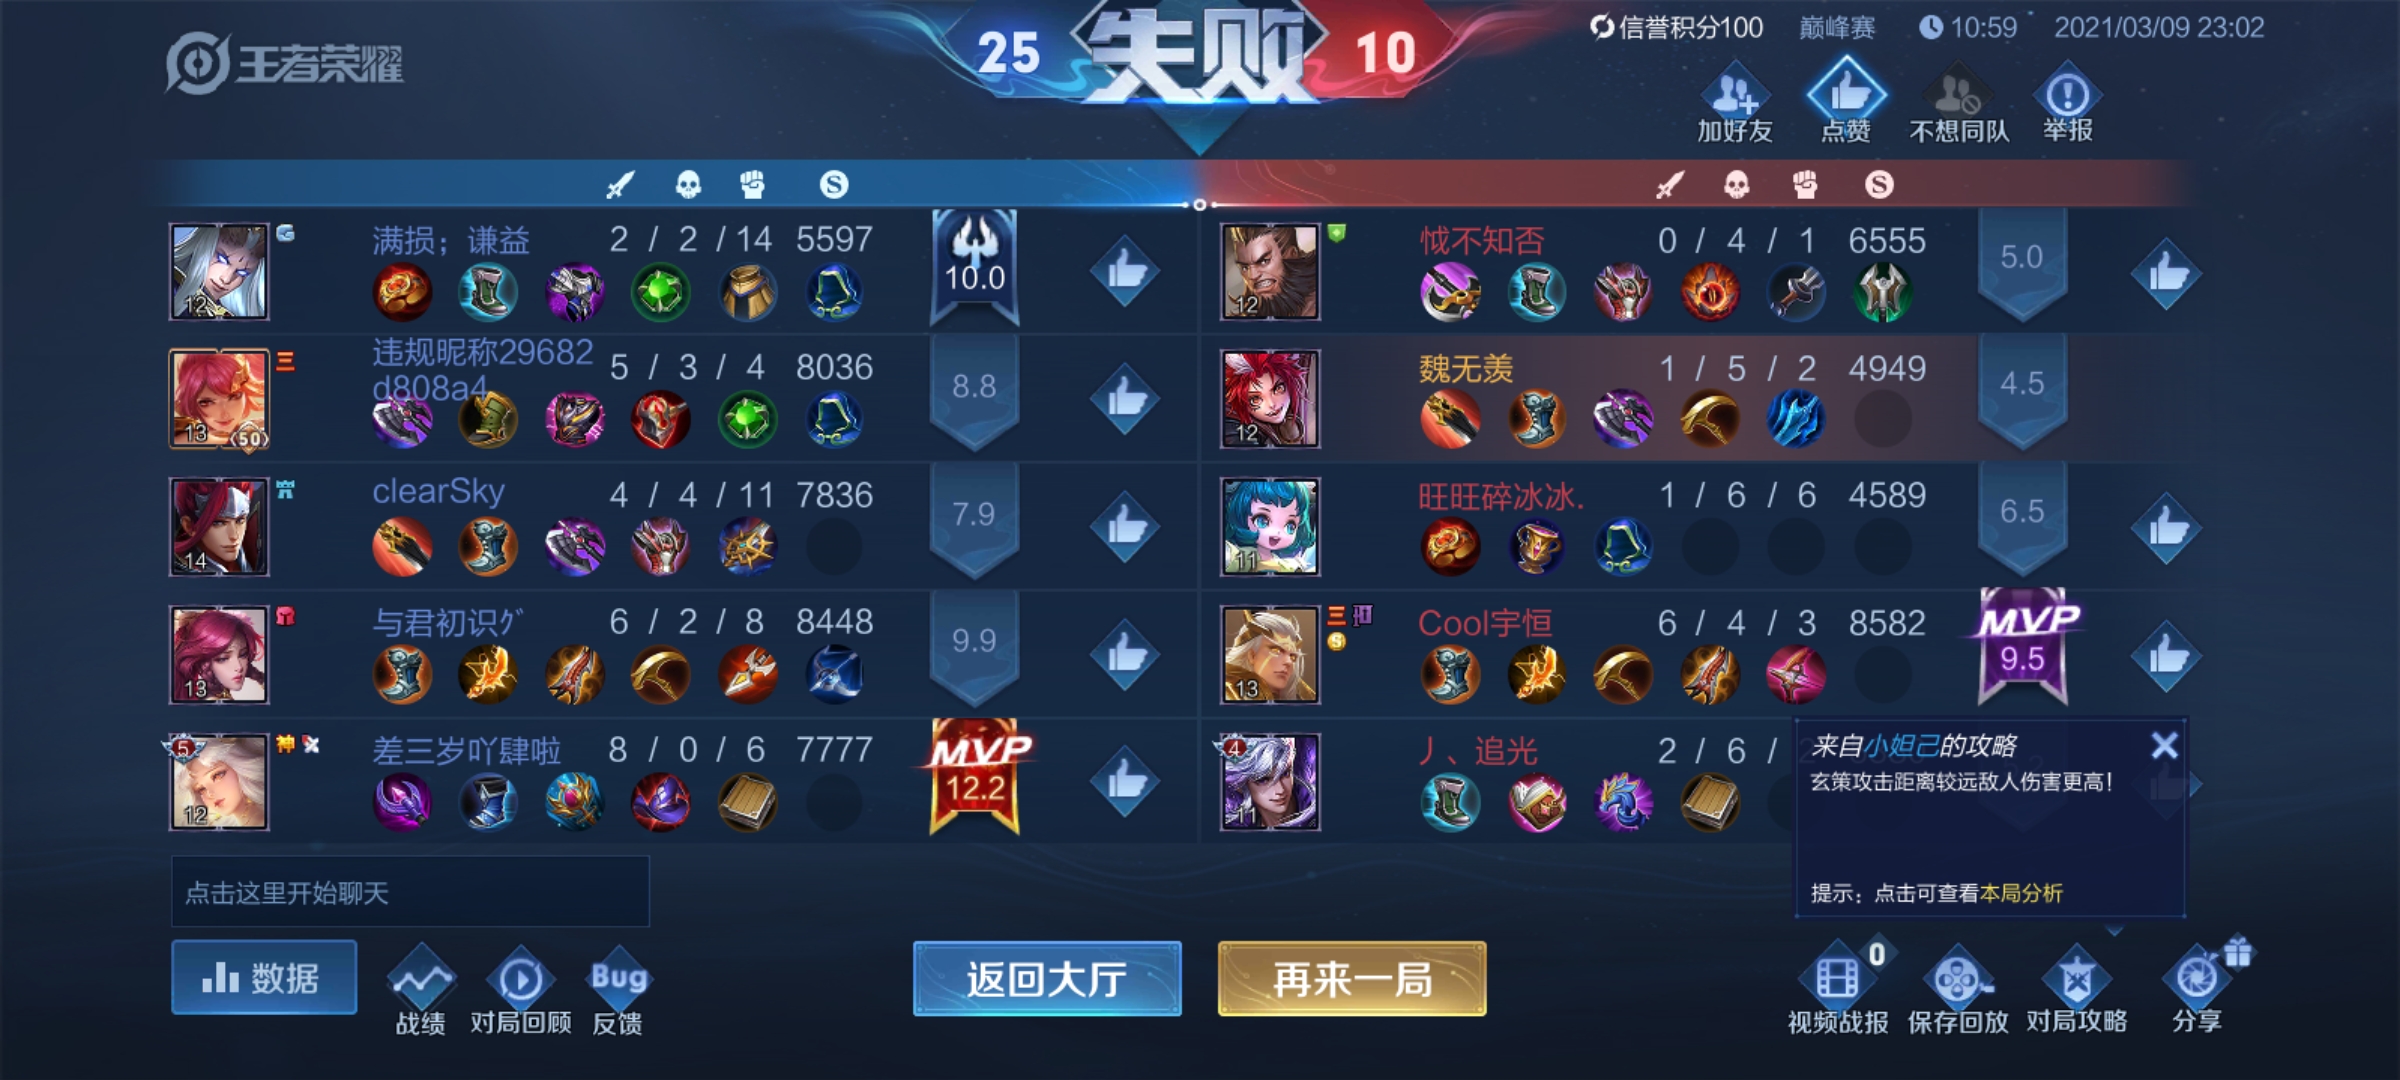 王者荣耀
25 失败 10
信誉积分100 巅峰赛 10:59 2021/03/09 23:02
加好友 点赞 不想同队 举报
S S
12 满损；谦益 2 / 2 / 14 5597 10.0
12 钺不知否 0 / 4 / 1 6555 5.0
13 50 三 违规昵称29682
d808a4 5 / 3 / 4 8036 8.8
12 魏无羡 1 / 5 / 2 4949 4.5
14 clearSky 4 / 4 / 11 7836 7.9
11 旺旺碎冰冰. 1 / 6 / 6 4589 6.5
13 与君初识ゲ 6 / 2 / 8 8448 9.9
13 三 Cool宇恒 6 / 4 / 3 8582 MVP 9.5
5 12 神 差三岁吖肆啦 8 / 0 / 6 7777 MVP 12.2
4 11 丿、追光 2 / 6 /
来自小妲己的攻略
玄策攻击距离较远敌人伤害更高！
提示：点击可查看本局分析
点击这里开始聊天
数据 战绩 对局回顾 Bug 反馈
返回大厅 再来一局
0 视频战报 保存回放 对局攻略 分享